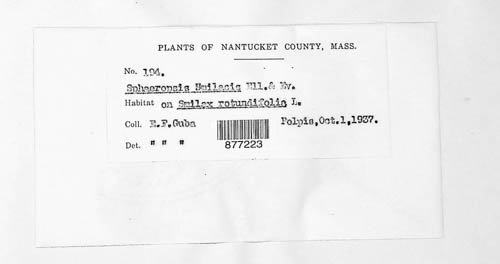 PLANTS OF NANTUCKET COUNTY, MASS.
No. 194.
Sphaeropsis Smilacis Ell.& Ev.
Habitat on Smilax rotundifolia L.
Coll. E.F.Guba Polpis,Oct.1,1937.
Det. " " "
877223